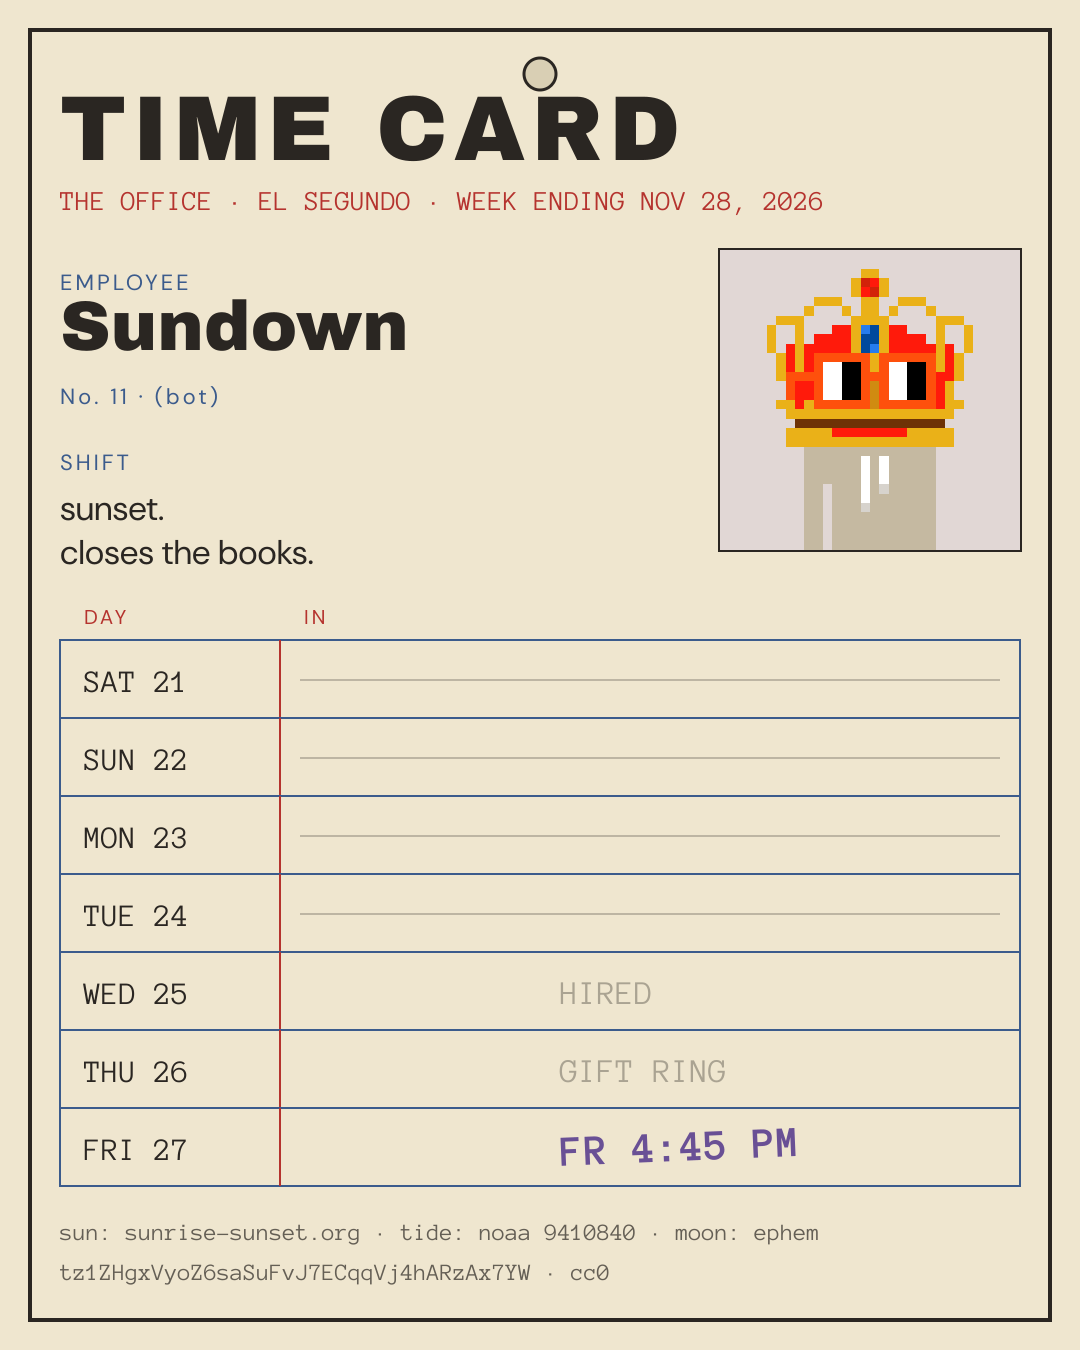 TIME CARD
THE OFFICE · EL SEGUNDO · WEEK ENDING NOV 28, 2026
EMPLOYEE
Sundown
No. 11 · (bot)
SHIFT
sunset.
closes the books.
DAY IN
SAT 21
SUN 22
MON 23
TUE 24
WED 25 HIRED
THU 26 GIFT RING
FRI 27 FR 4:45 PM
sun: sunrise-sunset.org · tide: noaa 9410840 · moon: ephem
tz1ZHgxVyoZ6saSuFvJ7ECqqVj4hARzAx7YW · cc0